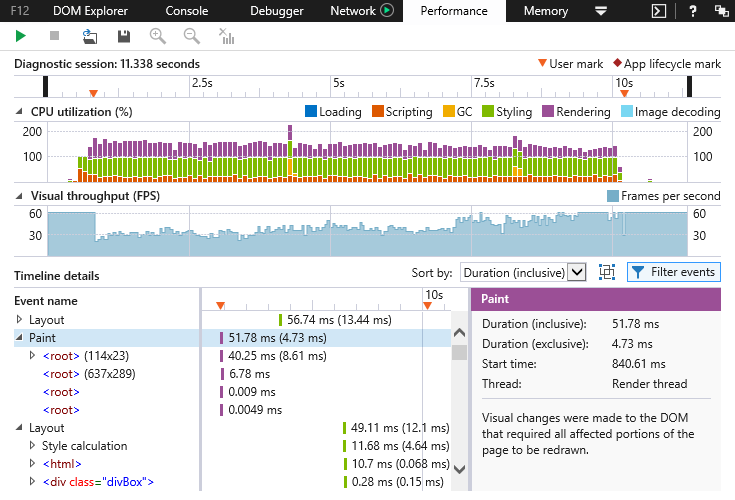 F12 DOM Explorer Console Debugger Network Performance Memory ?
Diagnostic session: 11.338 seconds User mark App lifecycle mark
2.5s 5s 7.5s 10s
CPU utilization (%) Loading Scripting GC Styling Rendering Image decoding
200 200
100 100
Visual throughput (FPS) Frames per second
60 60
30 30
Timeline details Sort by: Duration (inclusive) Filter events
Event name 10s Paint
Layout 56.74 ms (13.44 ms)
Paint 51.78 ms (4.73 ms) Duration (inclusive): 51.78 ms
<root> (114x23) 40.25 ms (8.61 ms) Duration (exclusive): 4.73 ms
<root> (637x289) 6.78 ms Start time: 840.61 ms
<root> 0.009 ms Thread: Render thread
<root> 0.0049 ms
Layout 49.11 ms (12.1 ms) Visual changes were made to the DOM
Style calculation 11.68 ms (4.64 ms) that required all affected portions of the
<html> 10.7 ms (0.068 ms) page to be redrawn.
<div class="divBox"> 0.28 ms (0.15 ms)